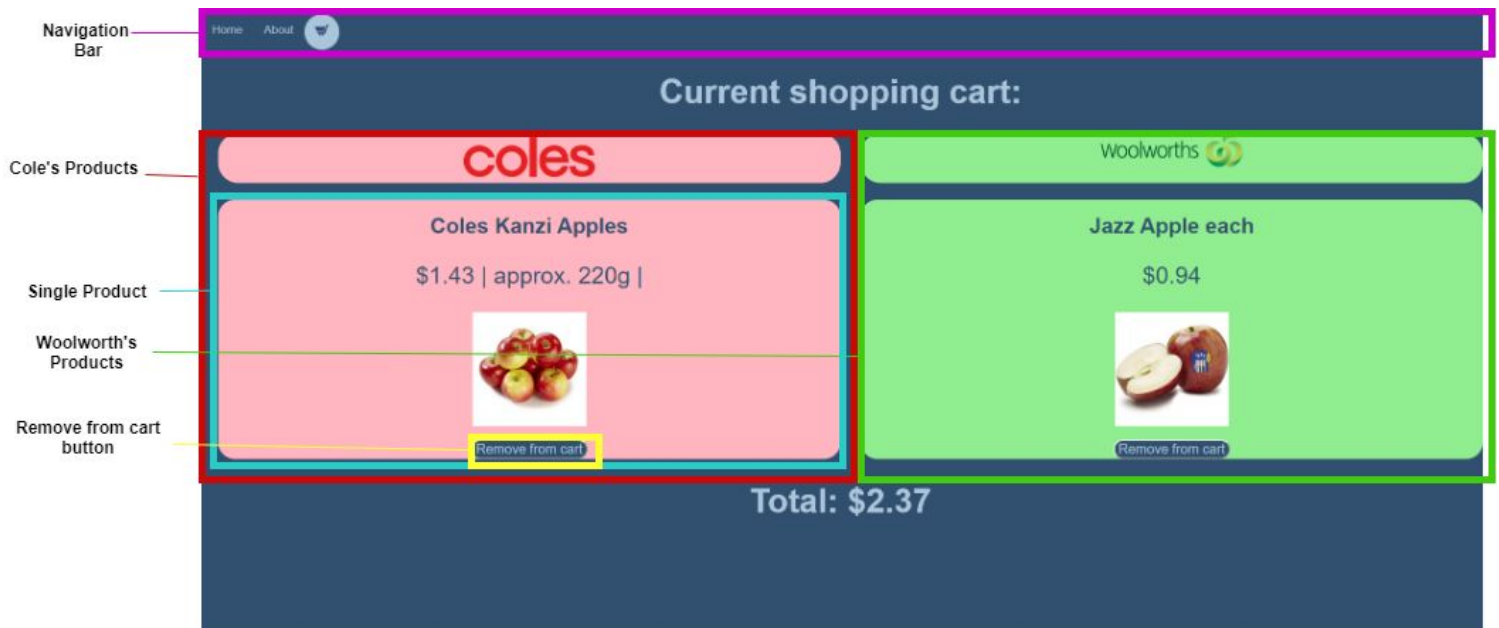 Navigation
Bar
Home About
Current shopping cart:
Cole's Products
coles
woolworths
Single Product
Coles Kanzi Apples
$1.43 | approx. 220g |
Jazz Apple each
$0.94
Woolworth's
Products
Remove from cart
button
Remove from cart
Remove from cart
Total: $2.37